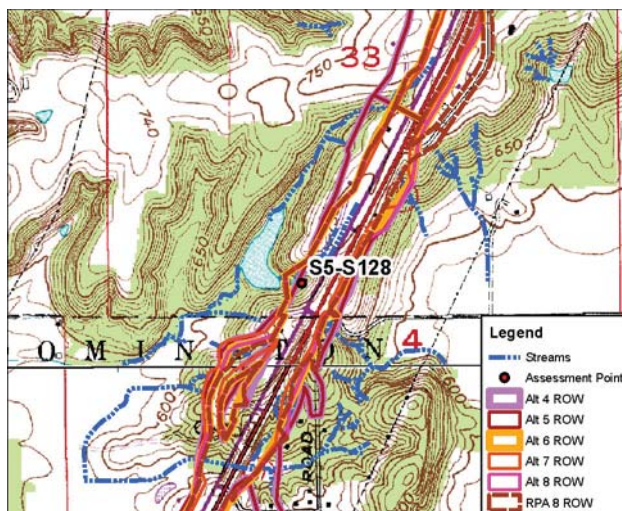 33
750
740
650
650
S5-S128
OMINGTON
4
600
600
ROAD
Legend
Streams
Assessment Point
Alt 4 ROW
Alt 5 ROW
Alt 6 ROW
Alt 7 ROW
Alt 8 ROW
RPA 8 ROW